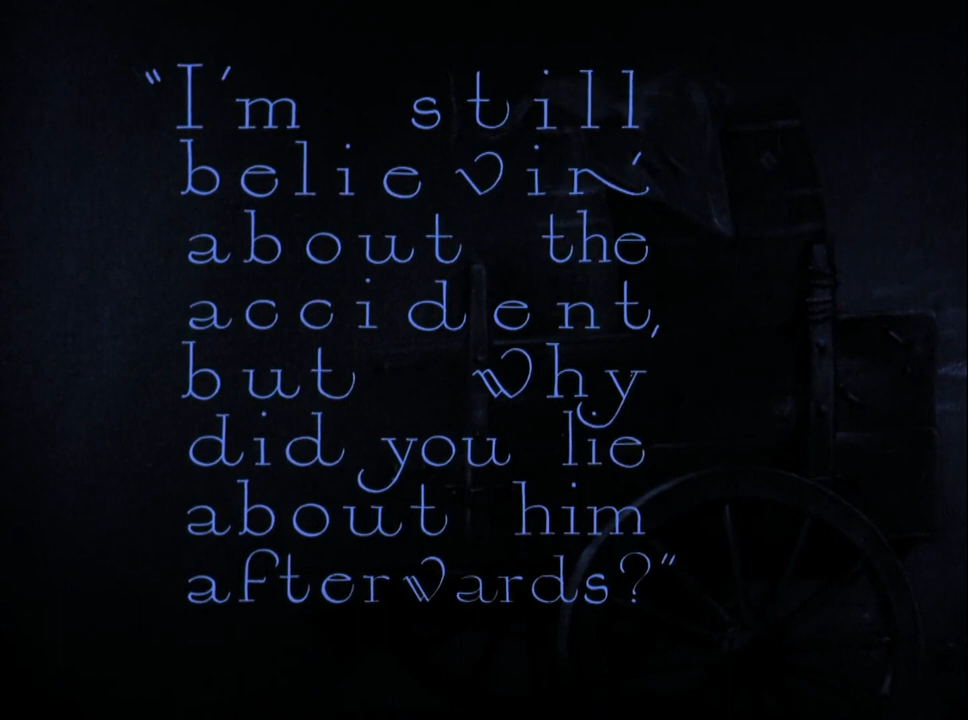 "I'm still
believin'
about the
accident,
but why
did you lie
about him
afterwards?"